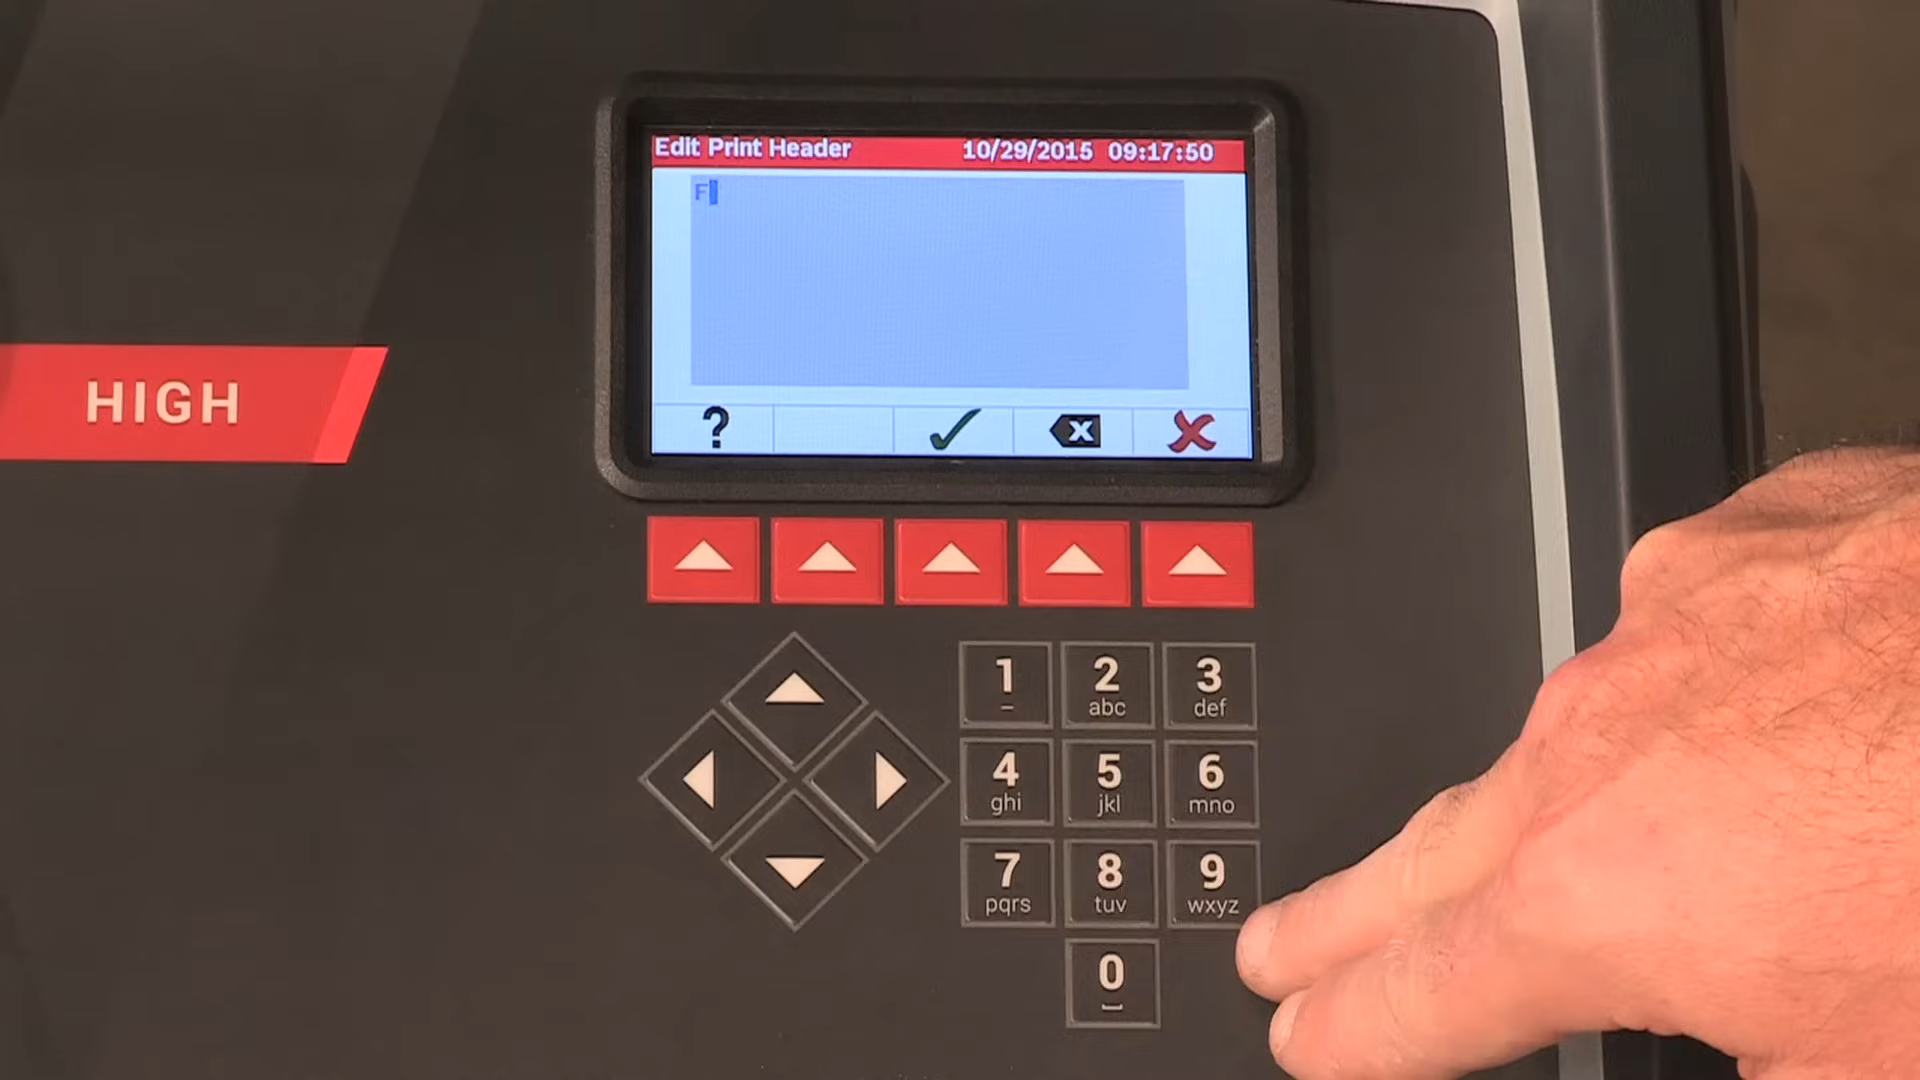 Edit Print Header 10/29/2015 09:17:50
F
?
HIGH
1 2 3
- abc def
4 5 6
ghi jkl mno
7 8 9
pqrs tuv wxyz
0